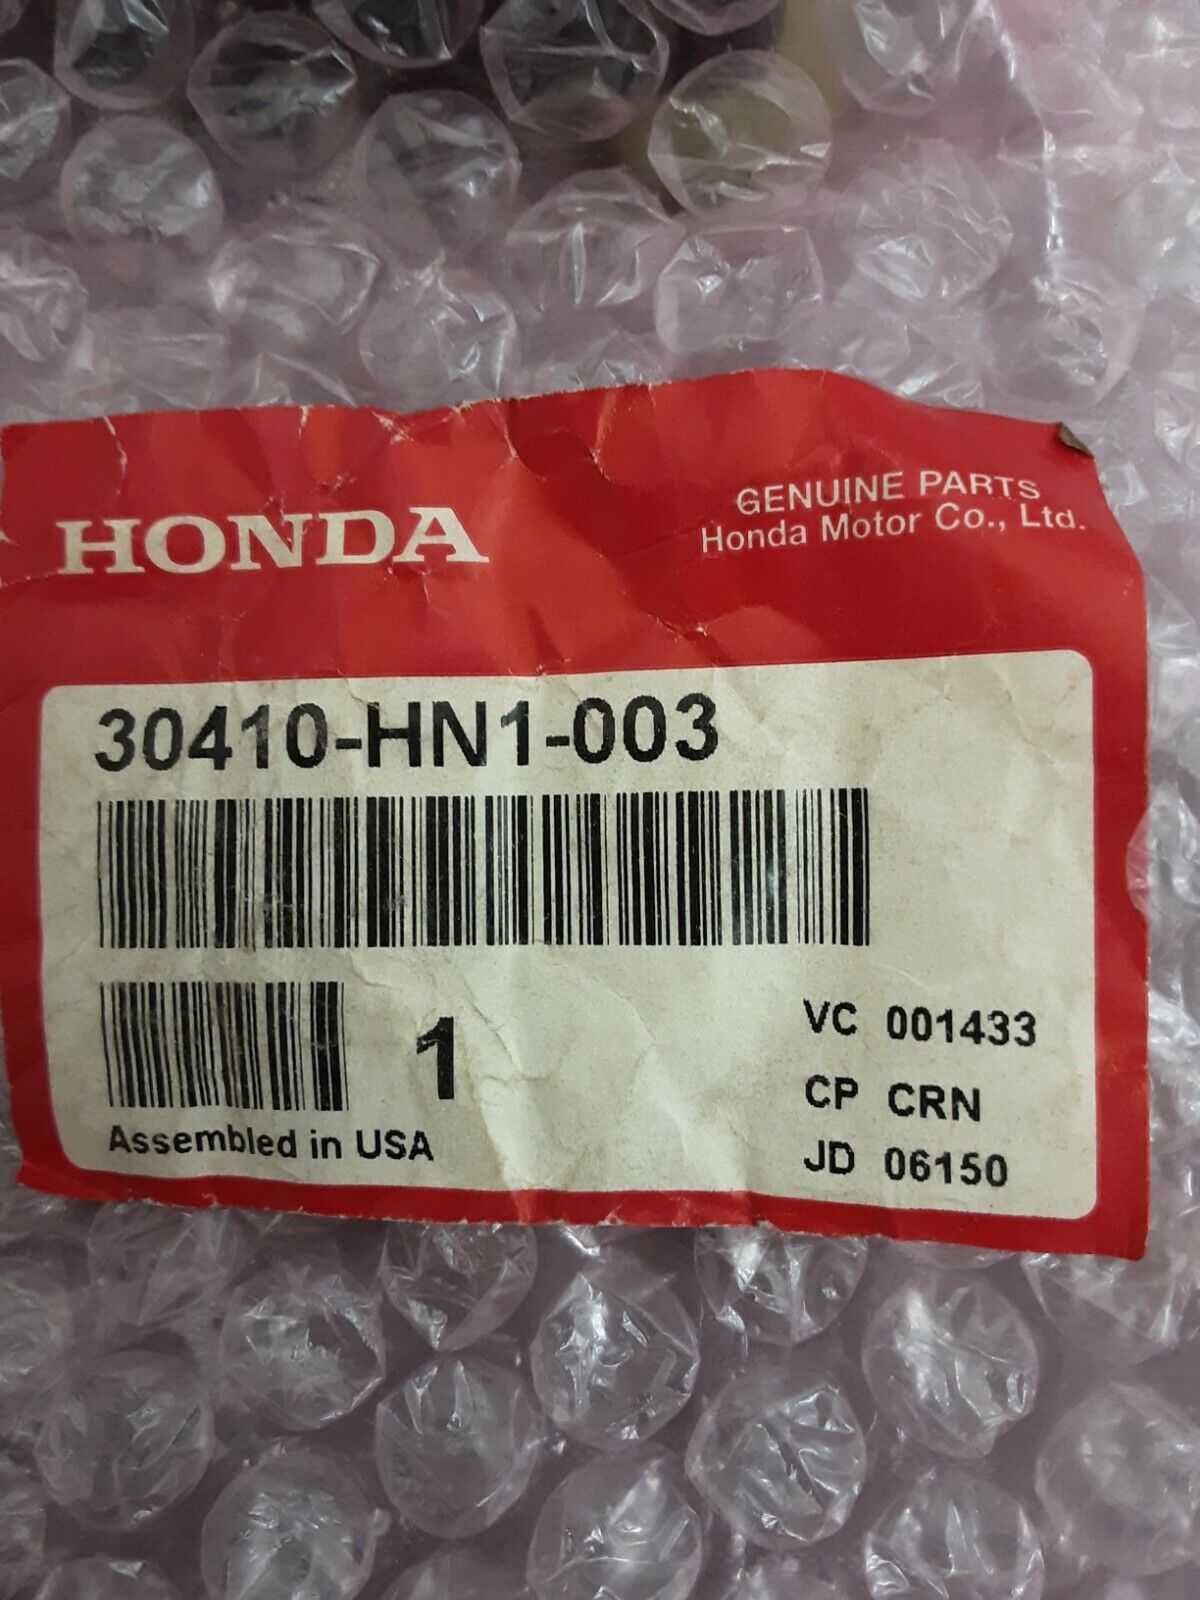 HONDA
GENUINE PARTS
Honda Motor Co., Ltd.
30410-HN1-003
1
Assembled in USA
VC 001433
CP CRN
JD 06150